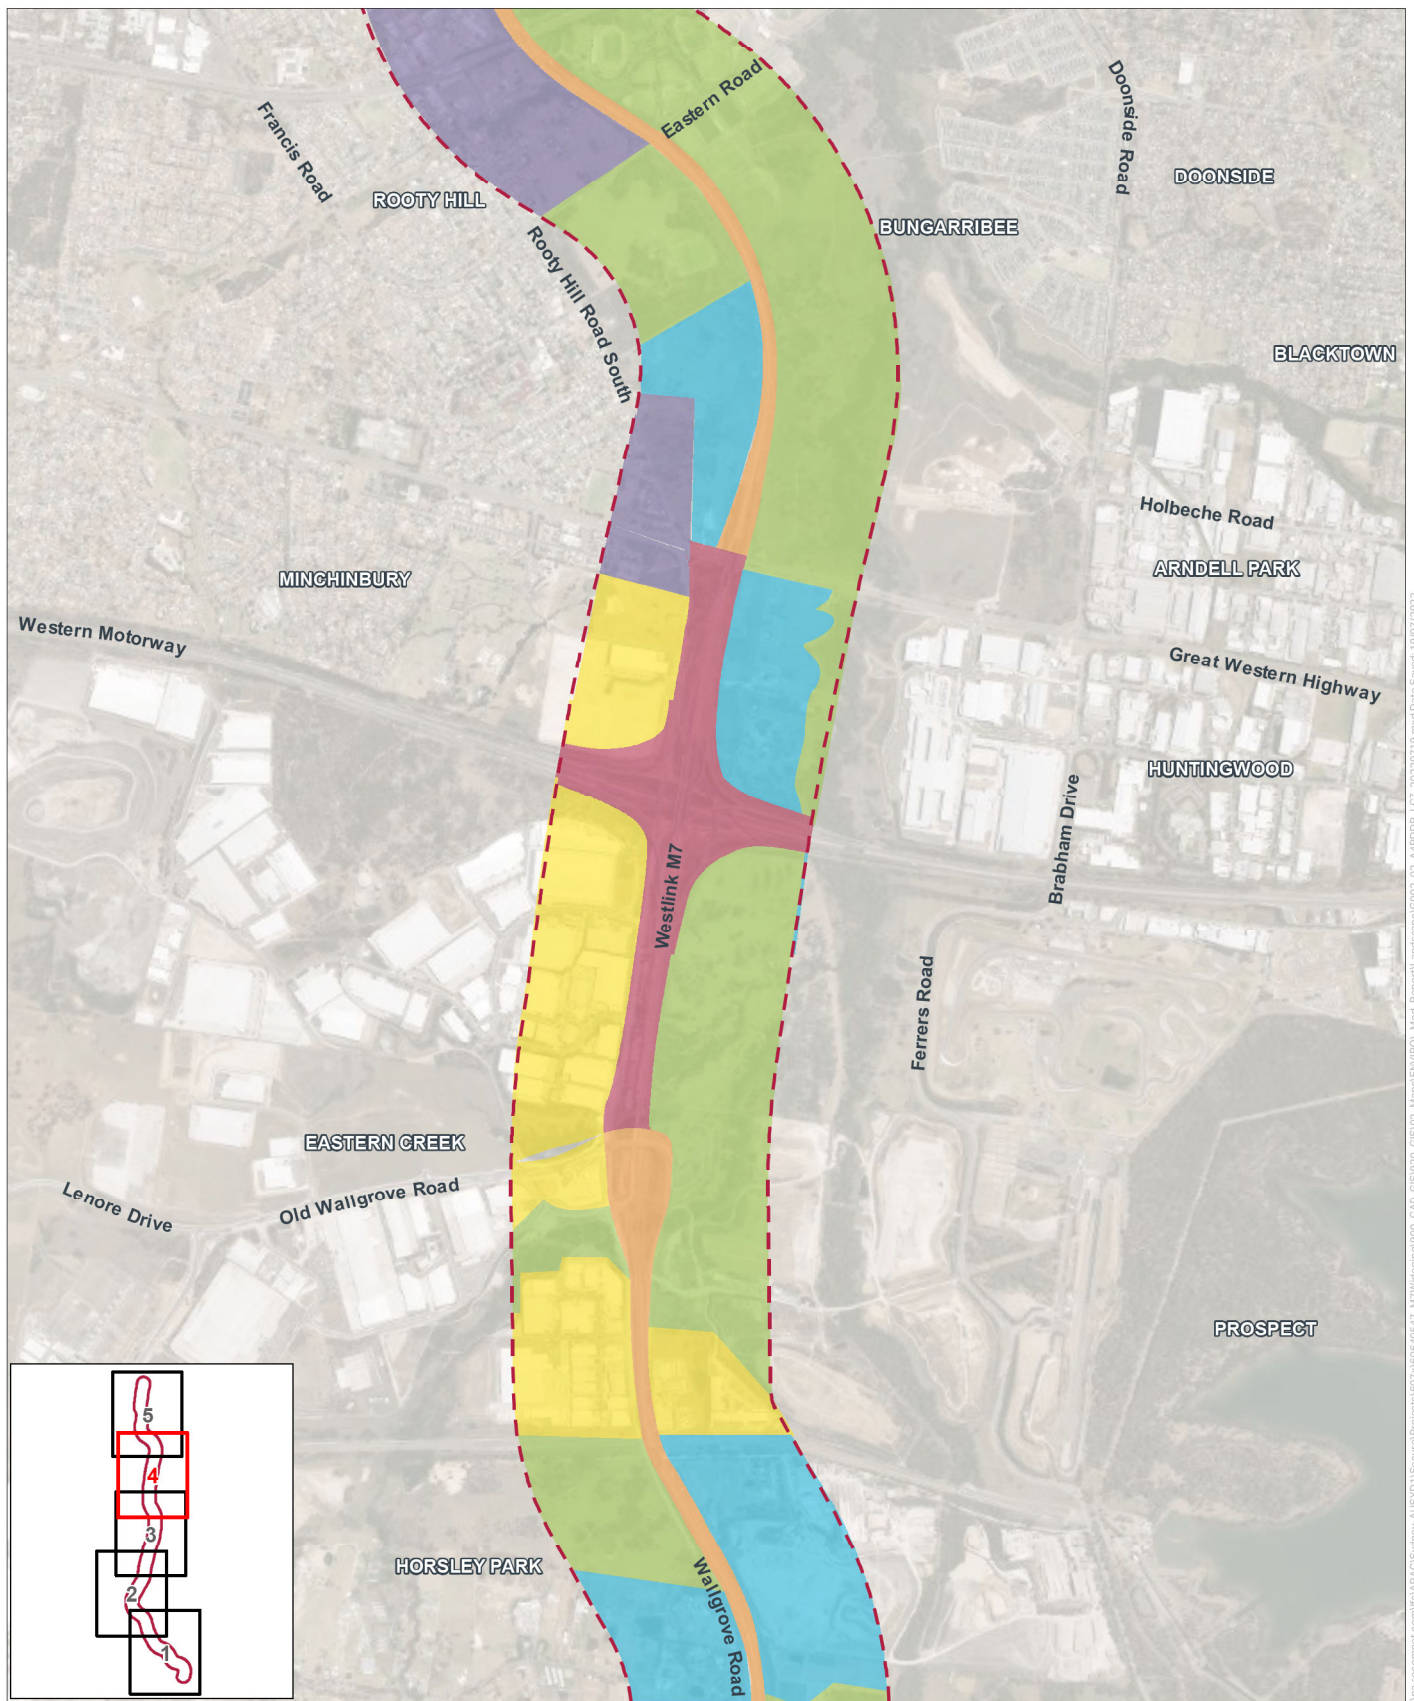 Eastern Road
Doonside Road
Francis Road
DOONSIDE
ROOTY HILL
BUNGARRIBEE
Rooty Hill Road South
BLACKTOWN
Holbeche Road
ARNDELL PARK
MINCHINBURY
Western Motorway
Great Western Highway
HUNTINGWOOD
Brabham Drive
Westlink M7
Ferrers Road
EASTERN CREEK
Lenore Drive
Old Wallgrove Road
PROSPECT
HORSLEY PARK
Wallgrove Road
5
4
3
2
1